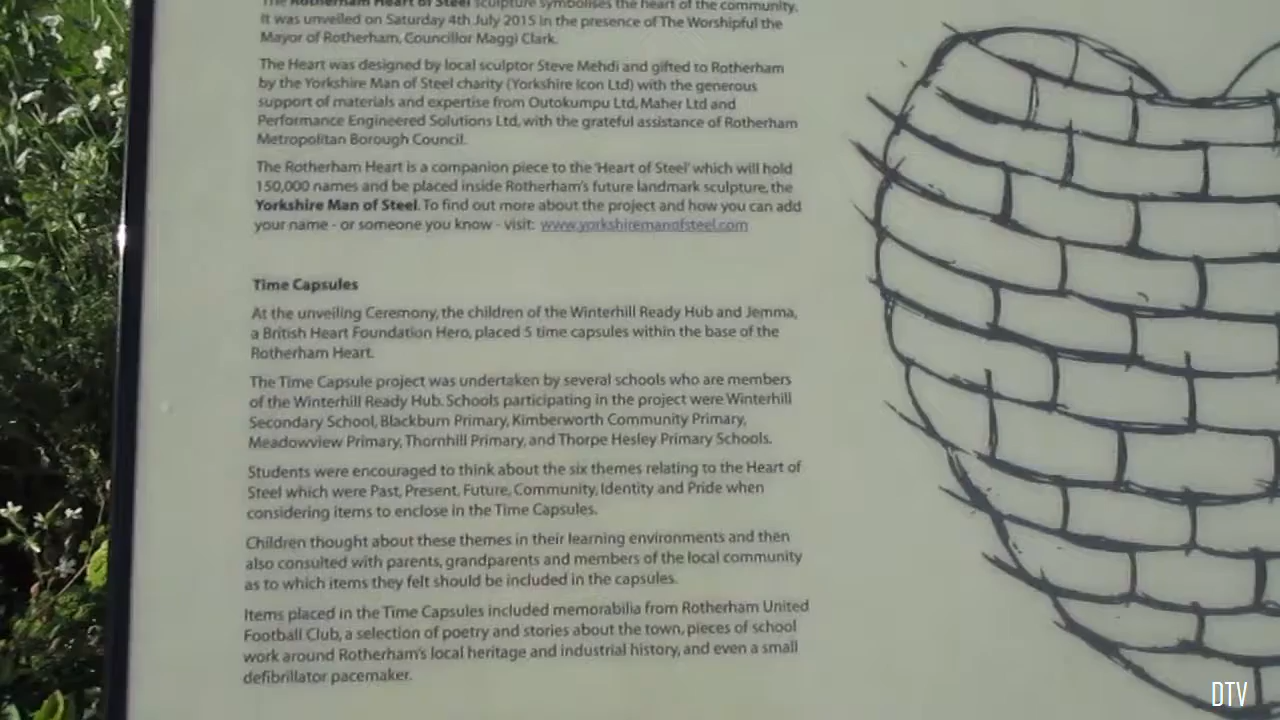 The Rotherham Heart of Steel sculpture symbolises the heart of the community.
It was unveiled on Saturday 4th July 2015 in the presence of The Worshipful the
Mayor of Rotherham, Councillor Maggi Clark.
The Heart was designed by local sculptor Steve Mehdi and gifted to Rotherham
by the Yorkshire Man of Steel charity (Yorkshire Icon Ltd) with the generous
support of materials and expertise from Outokumpu Ltd, Maher Ltd and
Performance Engineered Solutions Ltd, with the grateful assistance of Rotherham
Metropolitan Borough Council.
The Rotherham Heart is a companion piece to the 'Heart of Steel' which will hold
150,000 names and be placed inside Rotherham's future landmark sculpture, the
Yorkshire Man of Steel. To find out more about the project and how you can add
your name - or someone you know - visit: www.yorkshiremanofsteel.com
Time Capsules
At the unveiling Ceremony, the children of the Winterhill Ready Hub and Jemma,
a British Heart Foundation Hero, placed 5 time capsules within the base of the
Rotherham Heart.
The Time Capsule project was undertaken by several schools who are members
of the Winterhill Ready Hub. Schools participating in the project were Winterhill
Secondary School, Blackburn Primary, Kimberworth Community Primary,
Meadowview Primary, Thornhill Primary, and Thorpe Hesley Primary Schools.
Students were encouraged to think about the six themes relating to the Heart of
Steel which were Past, Present, Future, Community, Identity and Pride when
considering items to enclose in the Time Capsules.
Children thought about these themes in their learning environments and then
also consulted with parents, grandparents and members of the local community
as to which items they felt should be included in the capsules.
Items placed in the Time Capsules included memorabilia from Rotherham United
Football Club, a selection of poetry and stories about the town, pieces of school
work around Rotherham's local heritage and industrial history, and even a small
defibrillator pacemaker.
DTV